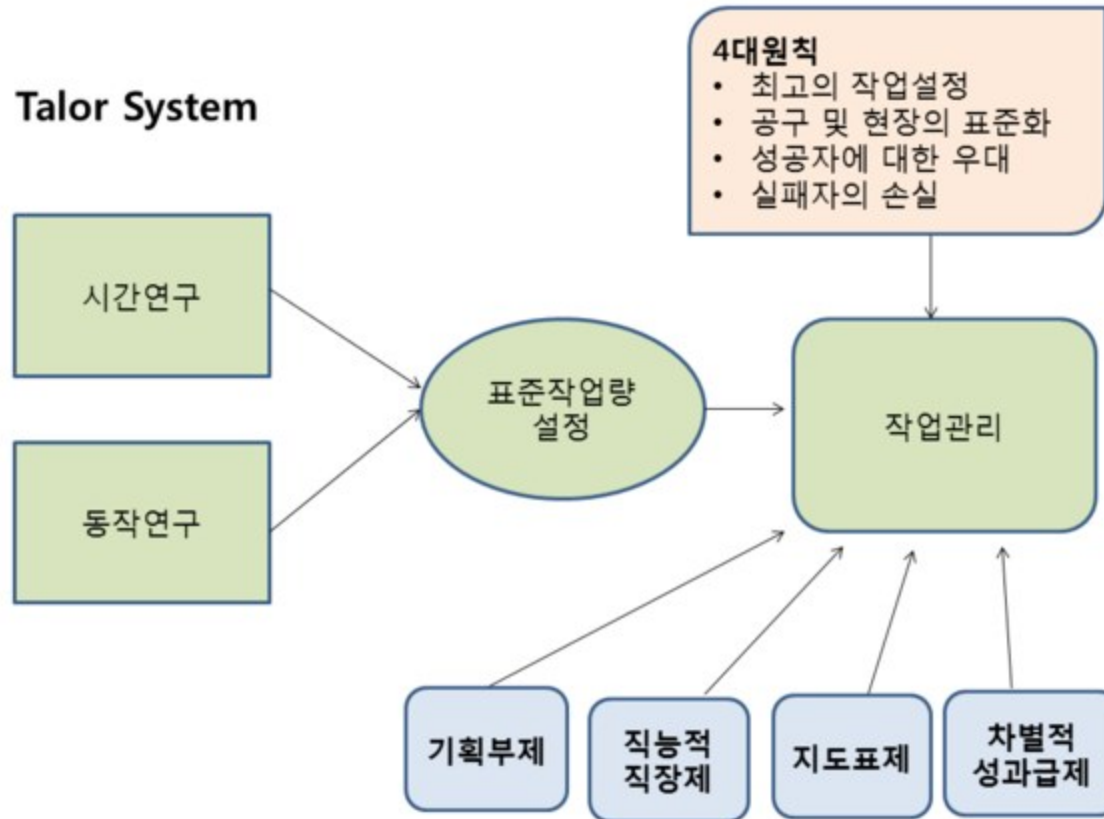 Talor System
4대원칙
• 최고의 작업설정
• 공구 및 현장의 표준화
• 성공자에 대한 우대
• 실패자의 손실
시간연구
동작연구
표준작업량
설정
작업관리
기획부제
직능적
직장제
지도표제
차별적
성과급제